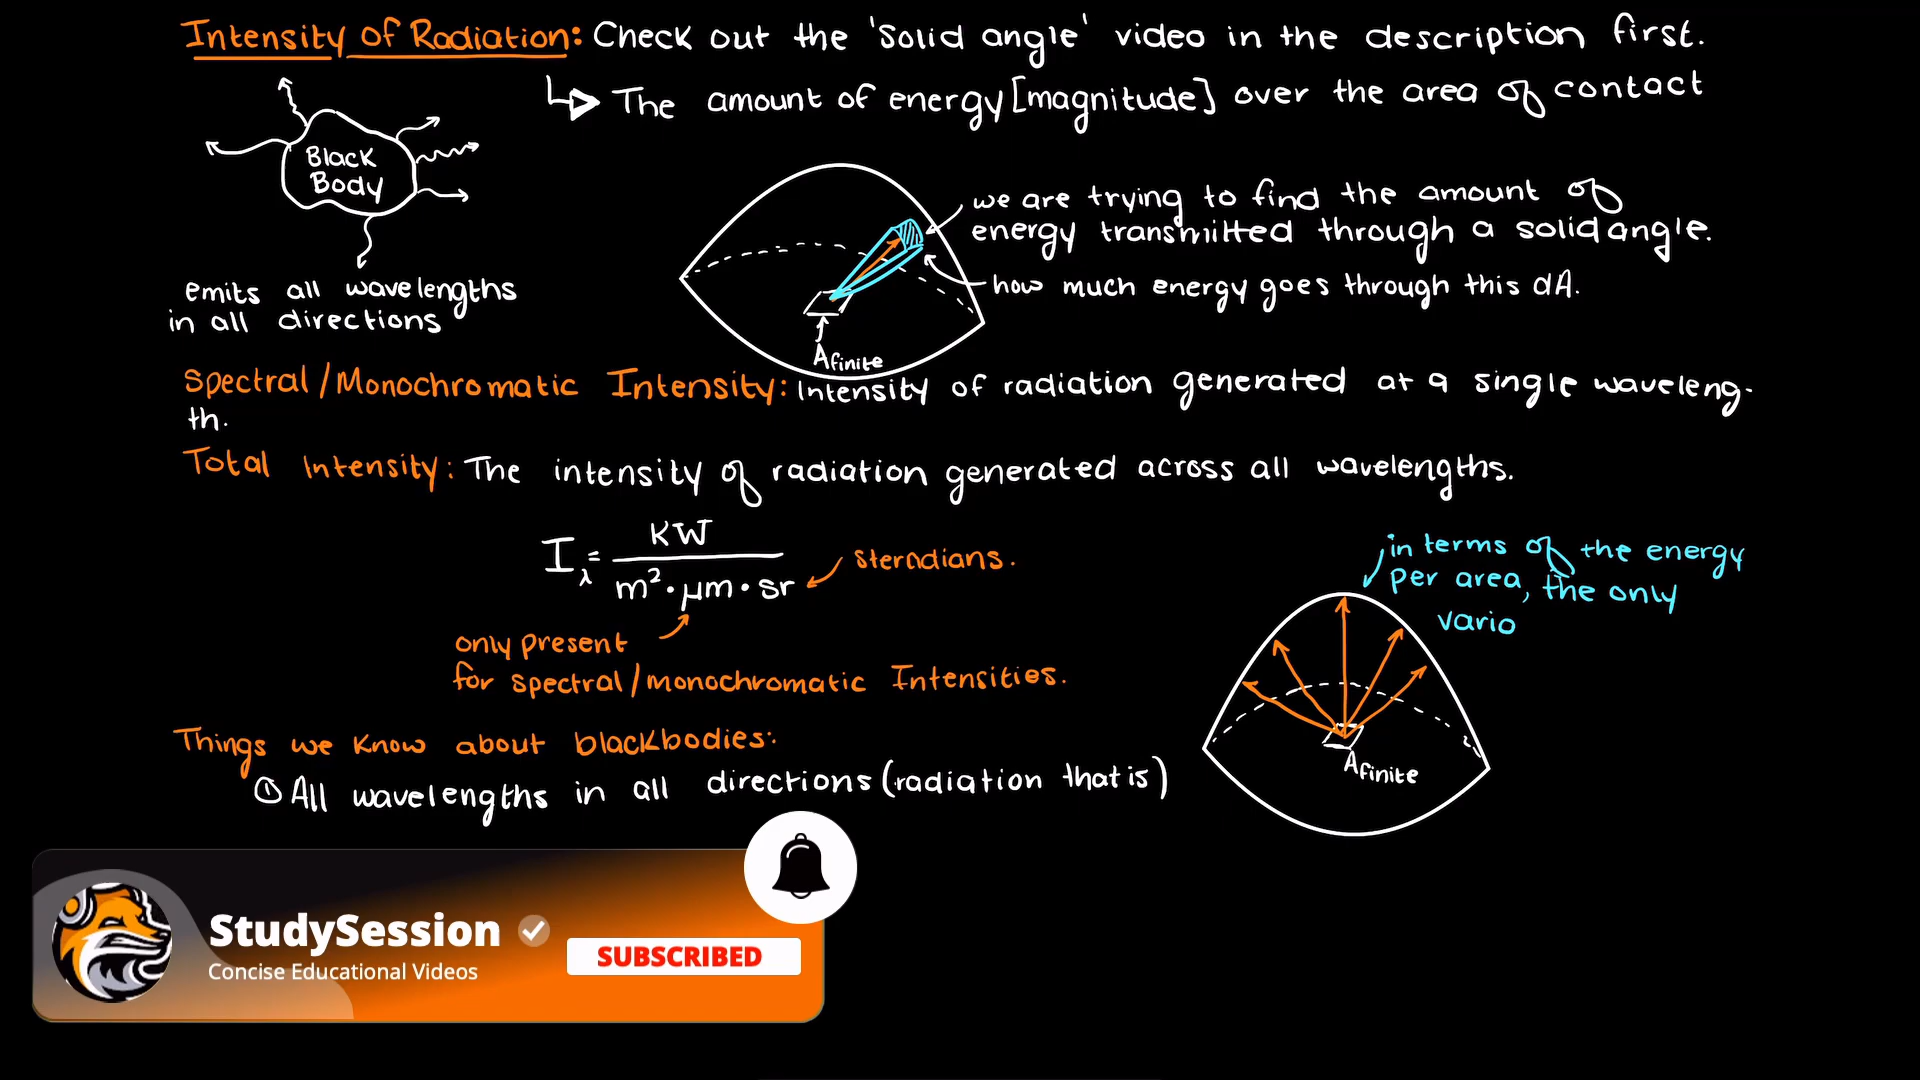 Intensity of Radiation: Check out the 'Solid angle' video in the description first.
The amount of energy [magnitude] over the area of contact
Black
Body
emits all wavelengths
in all directions
we are trying to find the amount of
energy transmitted through a solid angle.
how much energy goes through this dA.
Afinite
Spectral/Monochromatic Intensity: Intensity of radiation generated at a single waveleng-
th.
Total Intensity: The intensity of radiation generated across all wavelengths.
Iλ = KW
m²·μm·sr
steradians.
only present
for spectral/monochromatic Intensities.
in terms of the energy
per area, the only
vario
Afinite
Things we know about blackbodies:
① All wavelengths in all directions (radiation that is)
StudySession
Concise Educational Videos
SUBSCRIBED